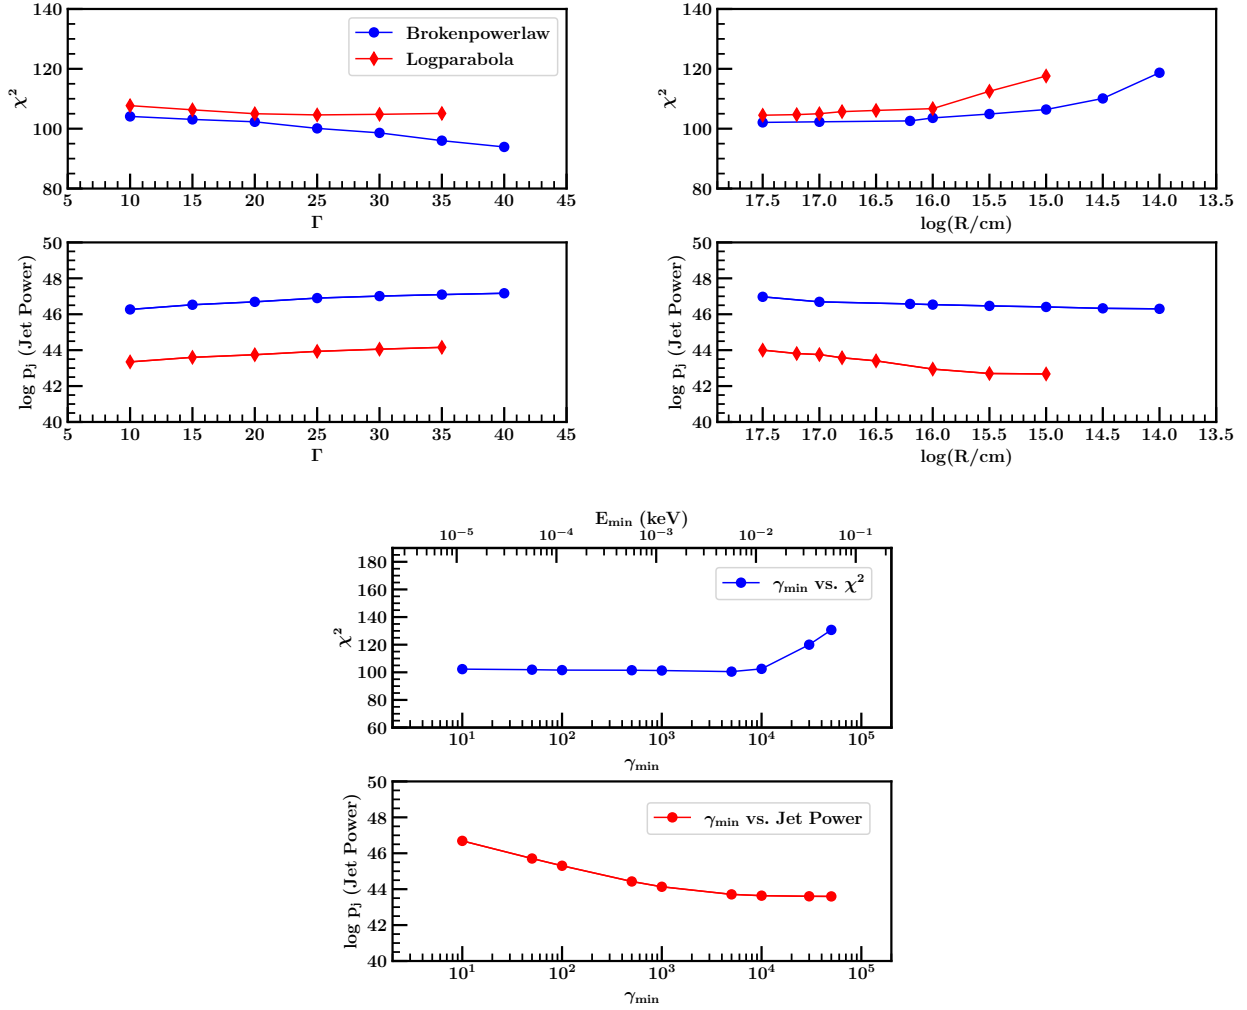 140
120
100
80
χ²
Brokenpowerlaw
Logparabola
5 10 15 20 25 30 35 40 45
Γ
140
120
100
80
χ²
17.5 17.0 16.5 16.0 15.5 15.0 14.5 14.0 13.5
log(R/cm)
50
48
46
44
42
40
log pj (Jet Power)
5 10 15 20 25 30 35 40 45
Γ
50
48
46
44
42
40
log pj (Jet Power)
17.5 17.0 16.5 16.0 15.5 15.0 14.5 14.0 13.5
log(R/cm)
Emin (keV)
10⁻⁵ 10⁻⁴ 10⁻³ 10⁻² 10⁻¹
180
160
140
120
100
80
60
χ²
γmin vs. χ²
10¹ 10² 10³ 10⁴ 10⁵
γmin
50
48
46
44
42
40
log pj (Jet Power)
γmin vs. Jet Power
10¹ 10² 10³ 10⁴ 10⁵
γmin